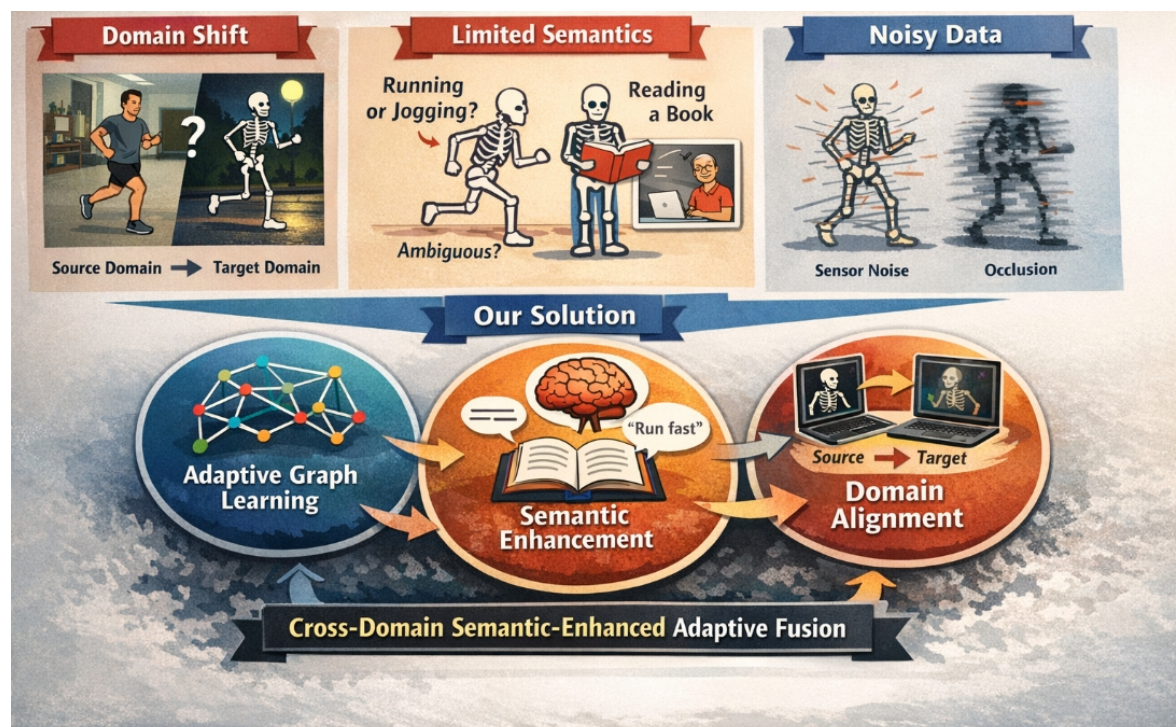 Domain Shift
?
Source Domain → Target Domain
Limited Semantics
Running
or Jogging?
Reading
a Book
Ambiguous?
Noisy Data
Sensor Noise
Occlusion
Our Solution
Adaptive Graph
Learning
"Run fast"
Semantic
Enhancement
Source → Target
Domain
Alignment
Cross-Domain Semantic-Enhanced Adaptive Fusion